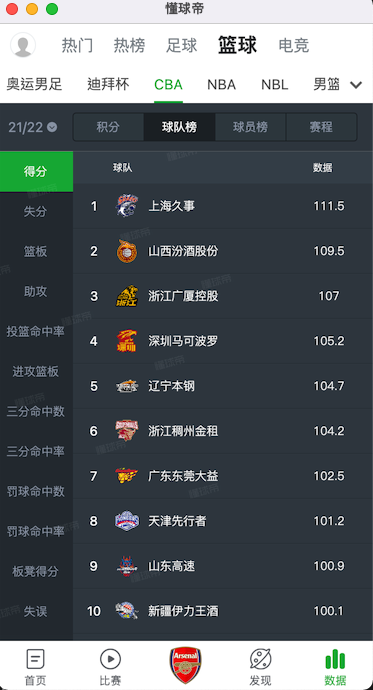 懂球帝
热门 热榜 足球 篮球 电竞
奥运男足 迪拜杯 CBA NBA NBL 男篮
21/22 积分 球队榜 球员榜 赛程
得分
失分
篮板
助攻
投篮命中率
进攻篮板
三分命中数
三分命中率
罚球命中数
罚球命中率
板凳得分
失误
球队 数据
1 上海久事 111.5
2 山西汾酒股份 109.5
3 浙江广厦控股 107
4 深圳马可波罗 105.2
5 辽宁本钢 104.7
6 浙江稠州金租 104.2
7 广东东莞大益 102.5
8 天津先行者 101.2
9 山东高速 100.9
10 新疆伊力王酒 100.1
Arsenal
首页 比赛 发现 数据